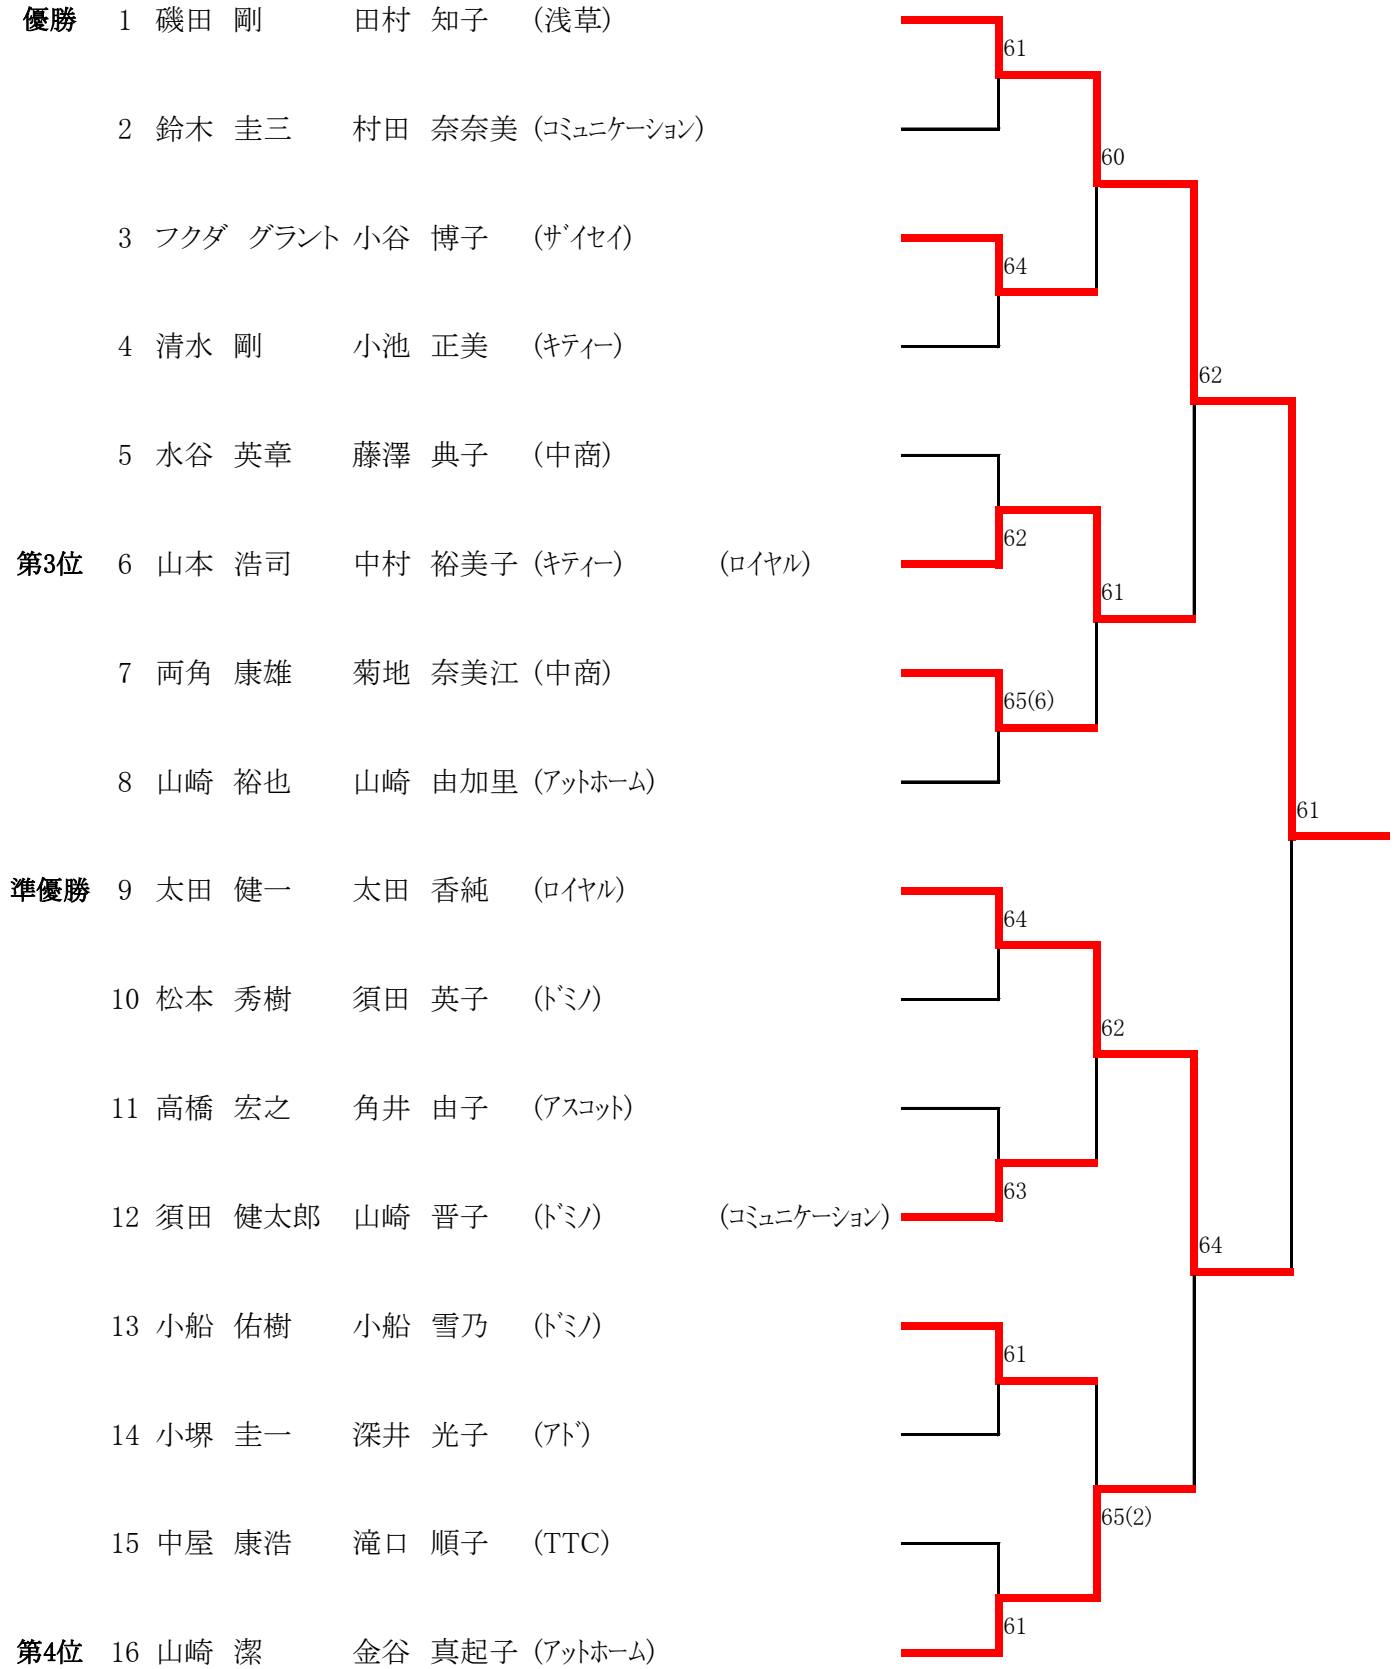 優勝 1 磯田 剛 田村 知子 (浅草)
61
2 鈴木 圭三 村田 奈奈美 (コミュニケーション)
60
3 フクダ グラント 小谷 博子 (ザイセイ)
64
4 清水 剛 小池 正美 (キティー)
62
5 水谷 英章 藤澤 典子 (中商)
62
第3位 6 山本 浩司 中村 裕美子 (キティー) (ロイヤル)
61
7 両角 康雄 菊地 奈美江 (中商)
65(6)
8 山崎 裕也 山崎 由加里 (アットホーム)
61
準優勝 9 太田 健一 太田 香純 (ロイヤル)
64
10 松本 秀樹 須田 英子 (ドミノ)
62
11 高橋 宏之 角井 由子 (アスコット)
63
12 須田 健太郎 山崎 晋子 (ドミノ) (コミュニケーション)
64
13 小船 佑樹 小船 雪乃 (ドミノ)
61
14 小堺 圭一 深井 光子 (アド)
65(2)
15 中屋 康浩 滝口 順子 (TTC)
61
第4位 16 山崎 潔 金谷 真起子 (アットホーム)